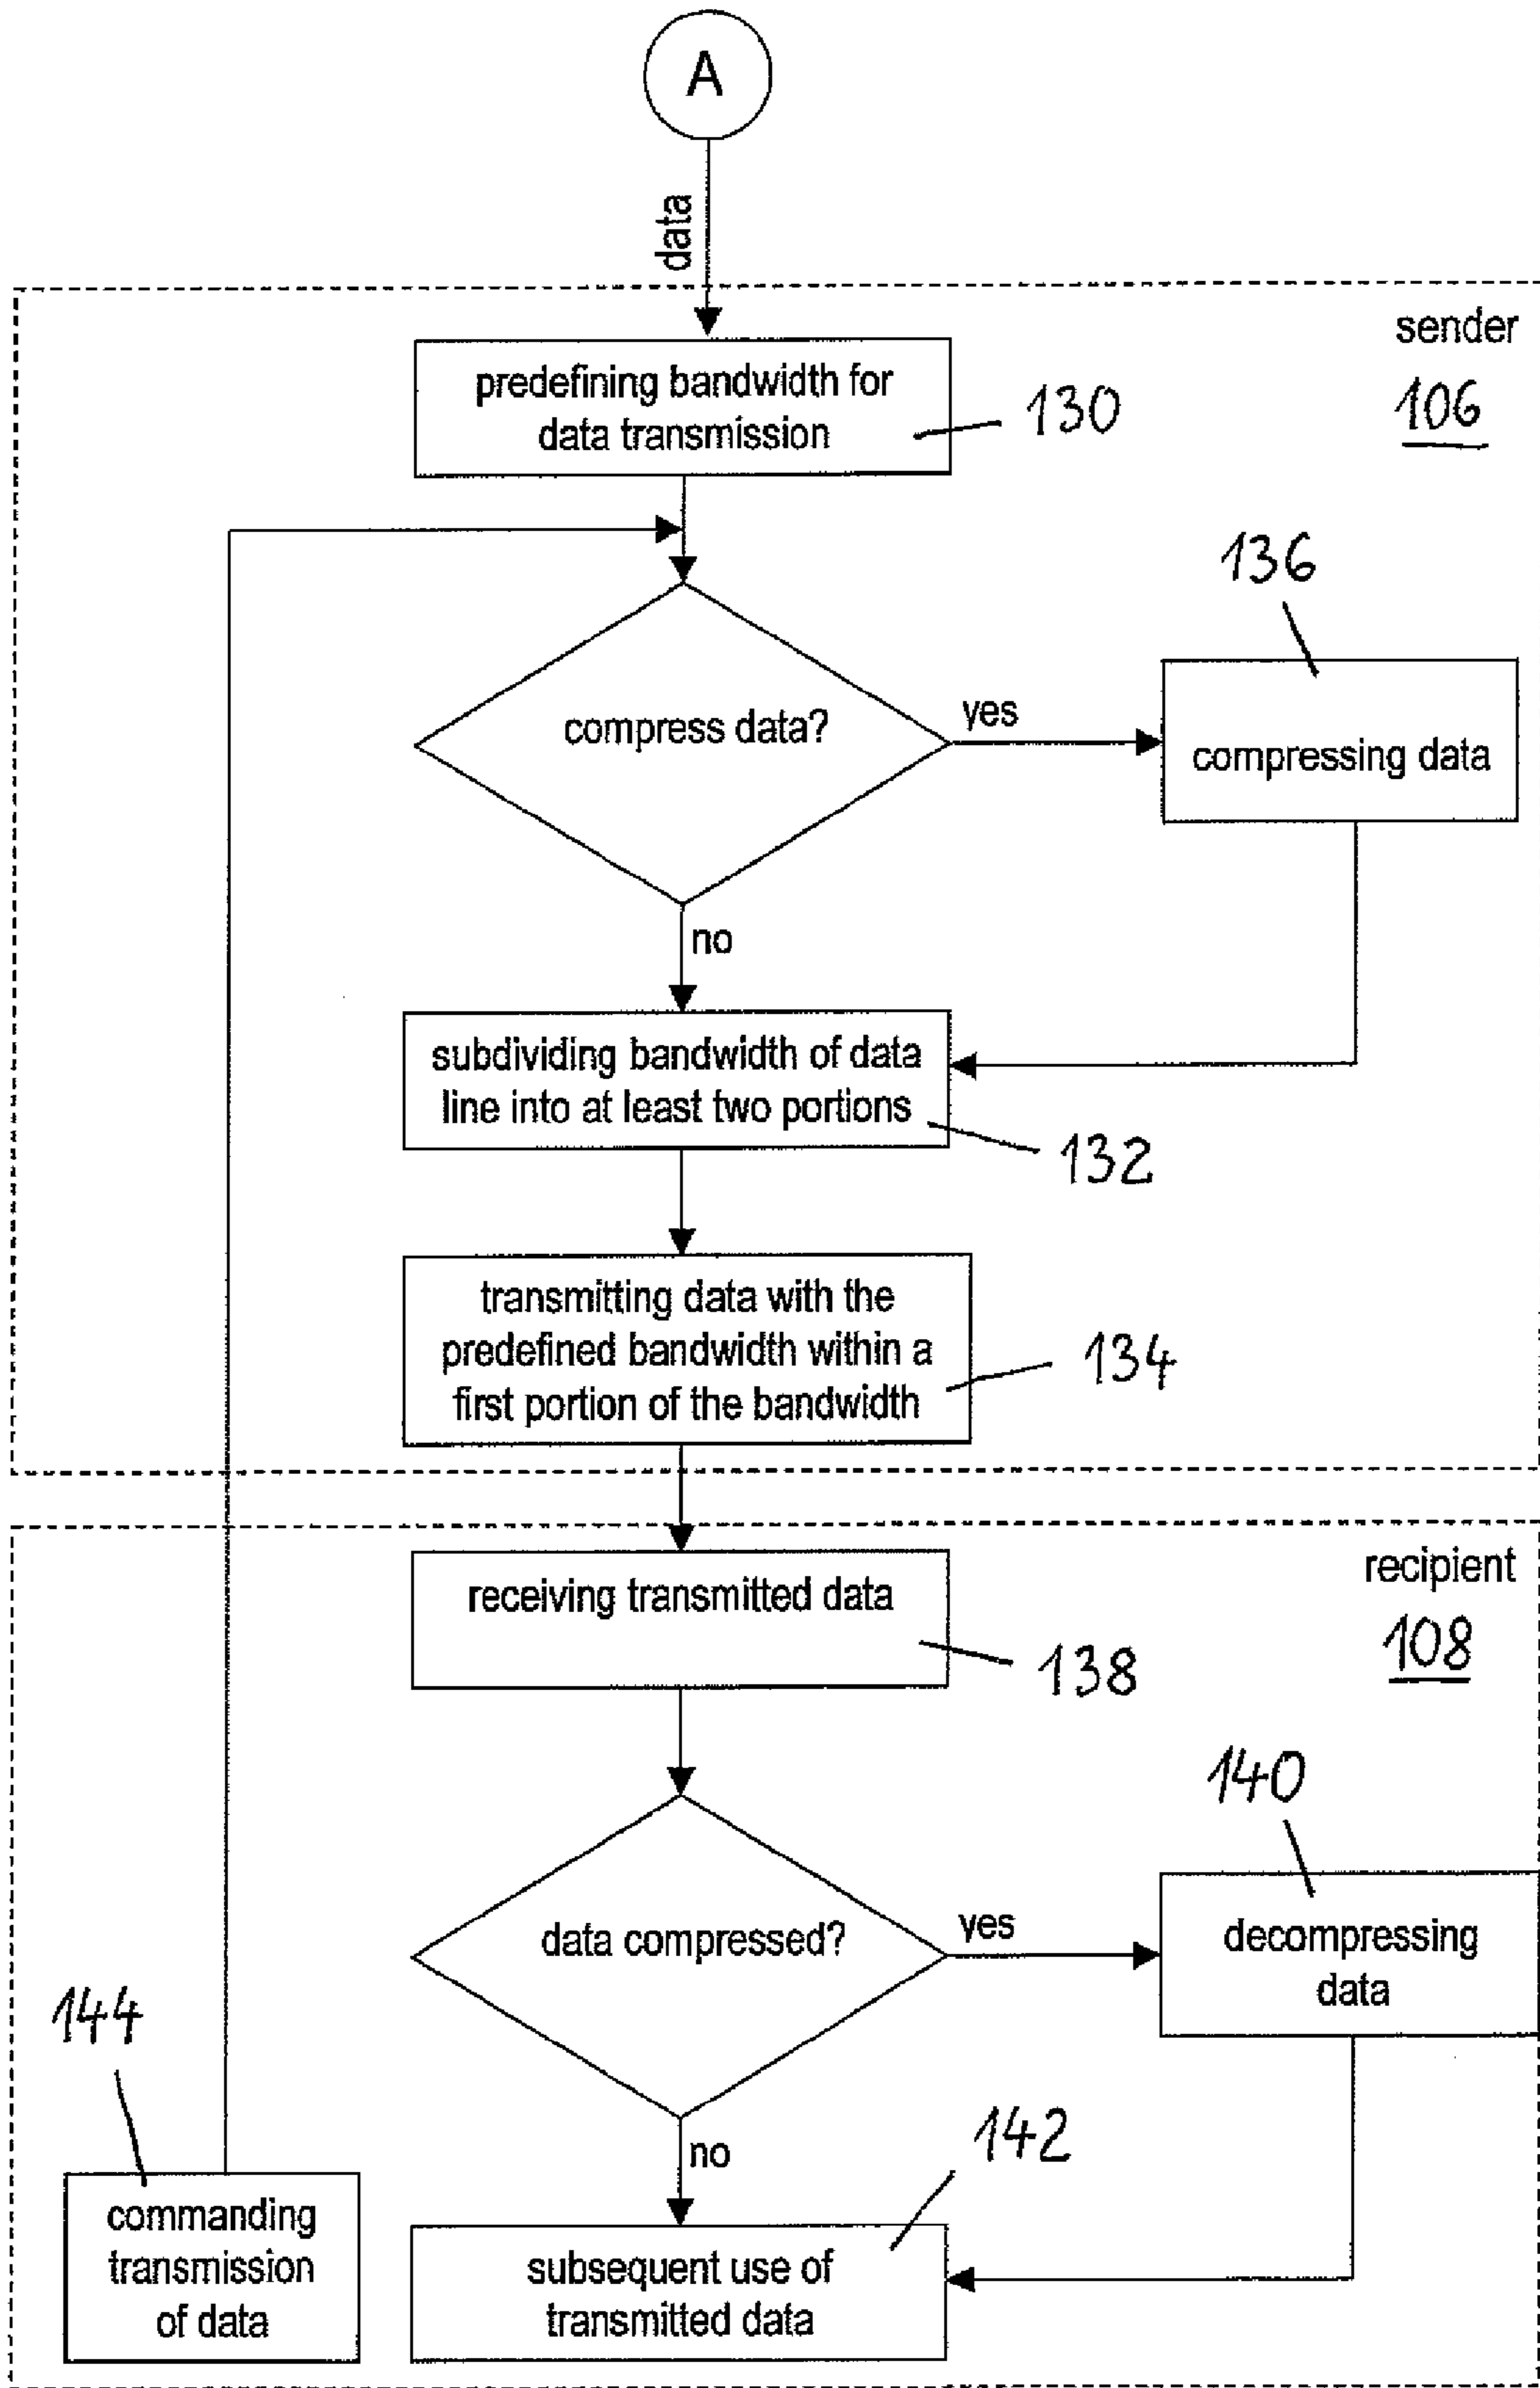 A
data
sender
106
predefining bandwidth for
data transmission
130
136
compress data?
yes
compressing data
no
subdividing bandwidth of data
line into at least two portions
132
transmitting data with the
predefined bandwidth within a
first portion of the bandwidth
134
recipient
108
receiving transmitted data
138
140
data compressed?
yes
decompressing
data
144
no
142
commanding
transmission
of data
subsequent use of
transmitted data